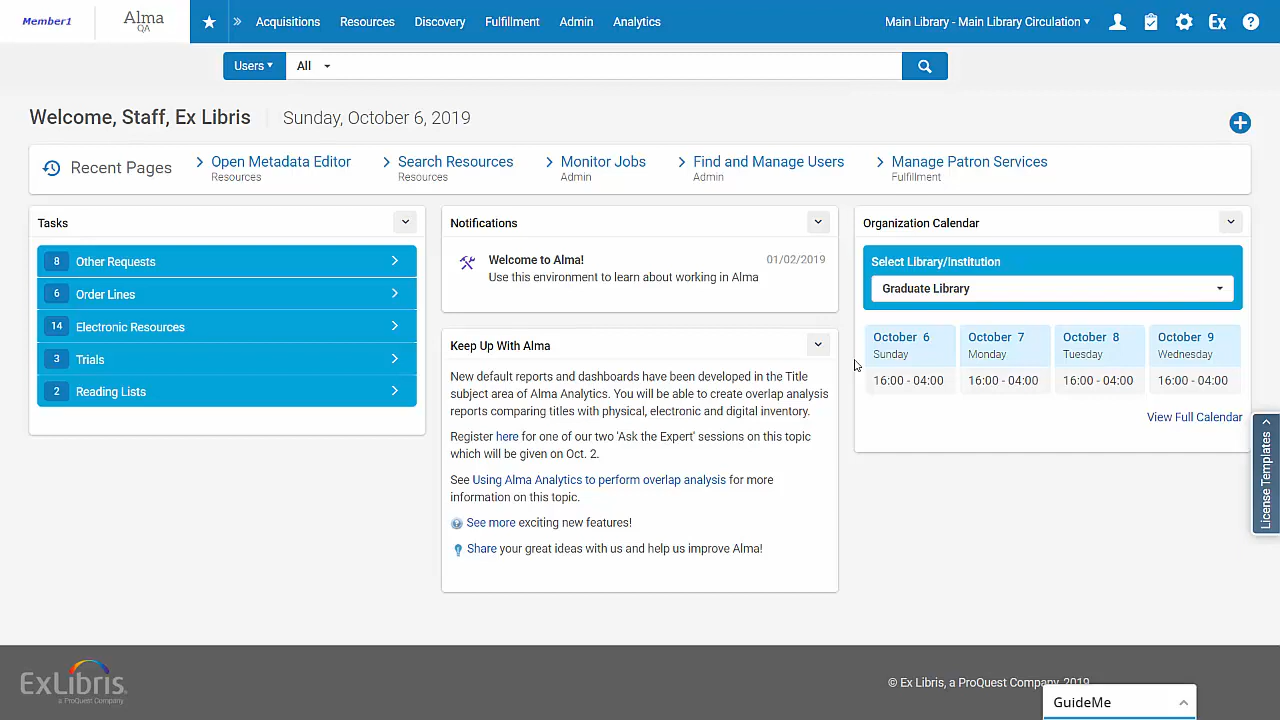 Member1
Alma
QA
Acquisitions
Resources
Discovery
Fulfillment
Admin
Analytics
Main Library - Main Library Circulation
Users
All
Welcome, Staff, Ex Libris
Sunday, October 6, 2019
Recent Pages
Open Metadata Editor
Resources
Search Resources
Resources
Monitor Jobs
Admin
Find and Manage Users
Admin
Manage Patron Services
Fulfillment
Tasks
8 Other Requests
6 Order Lines
14 Electronic Resources
3 Trials
2 Reading Lists
Notifications
Welcome to Alma! 01/02/2019
Use this environment to learn about working in Alma
Keep Up With Alma
New default reports and dashboards have been developed in the Title
subject area of Alma Analytics. You will be able to create overlap analysis
reports comparing titles with physical, electronic and digital inventory.
Register here for one of our two 'Ask the Expert' sessions on this topic
which will be given on Oct. 2.
See Using Alma Analytics to perform overlap analysis for more
information on this topic.
See more exciting new features!
Share your great ideas with us and help us improve Alma!
Organization Calendar
Select Library/Institution
Graduate Library
October 6
Sunday
16:00 - 04:00
October 7
Monday
16:00 - 04:00
October 8
Tuesday
16:00 - 04:00
October 9
Wednesday
16:00 - 04:00
View Full Calendar
License Templates
ExLibris
a ProQuest Company
© Ex Libris, a ProQuest Company, 2019
GuideMe